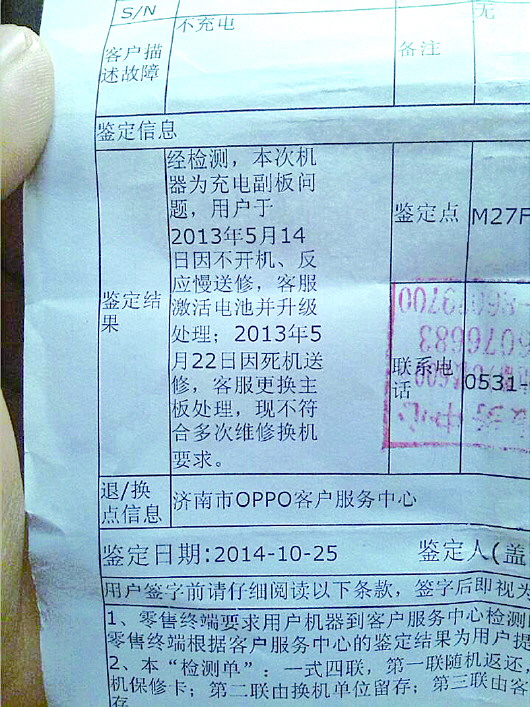 S/N
无
客户描
述故障
不充电
备注
鉴定信息
鉴定结
果
经检测，本次机
器为充电副板问
题，用户于
2013年5月14
日因不开机、反
应慢送修，客服
激活电池并升级
处理；2013年5
月22日因死机送
修，客服更换主
板处理，现不符
合多次维修换机
要求。
鉴定点
M27F
联系电
话
0531-
退/换
点信息
济南市OPPO客户服务中心
鉴定日期:2014-10-25
鉴定人(盖
用户签字前请仔细阅读以下条款，签字后即视为
1、零售终端要求用户机器到客户服务中心检测
零售终端根据客户服务中心的鉴定结果为用户提
2、本“检测单”：一式四联，第一联随机返还，
机保修卡；第二联由换机单位留存；第三联由客
存